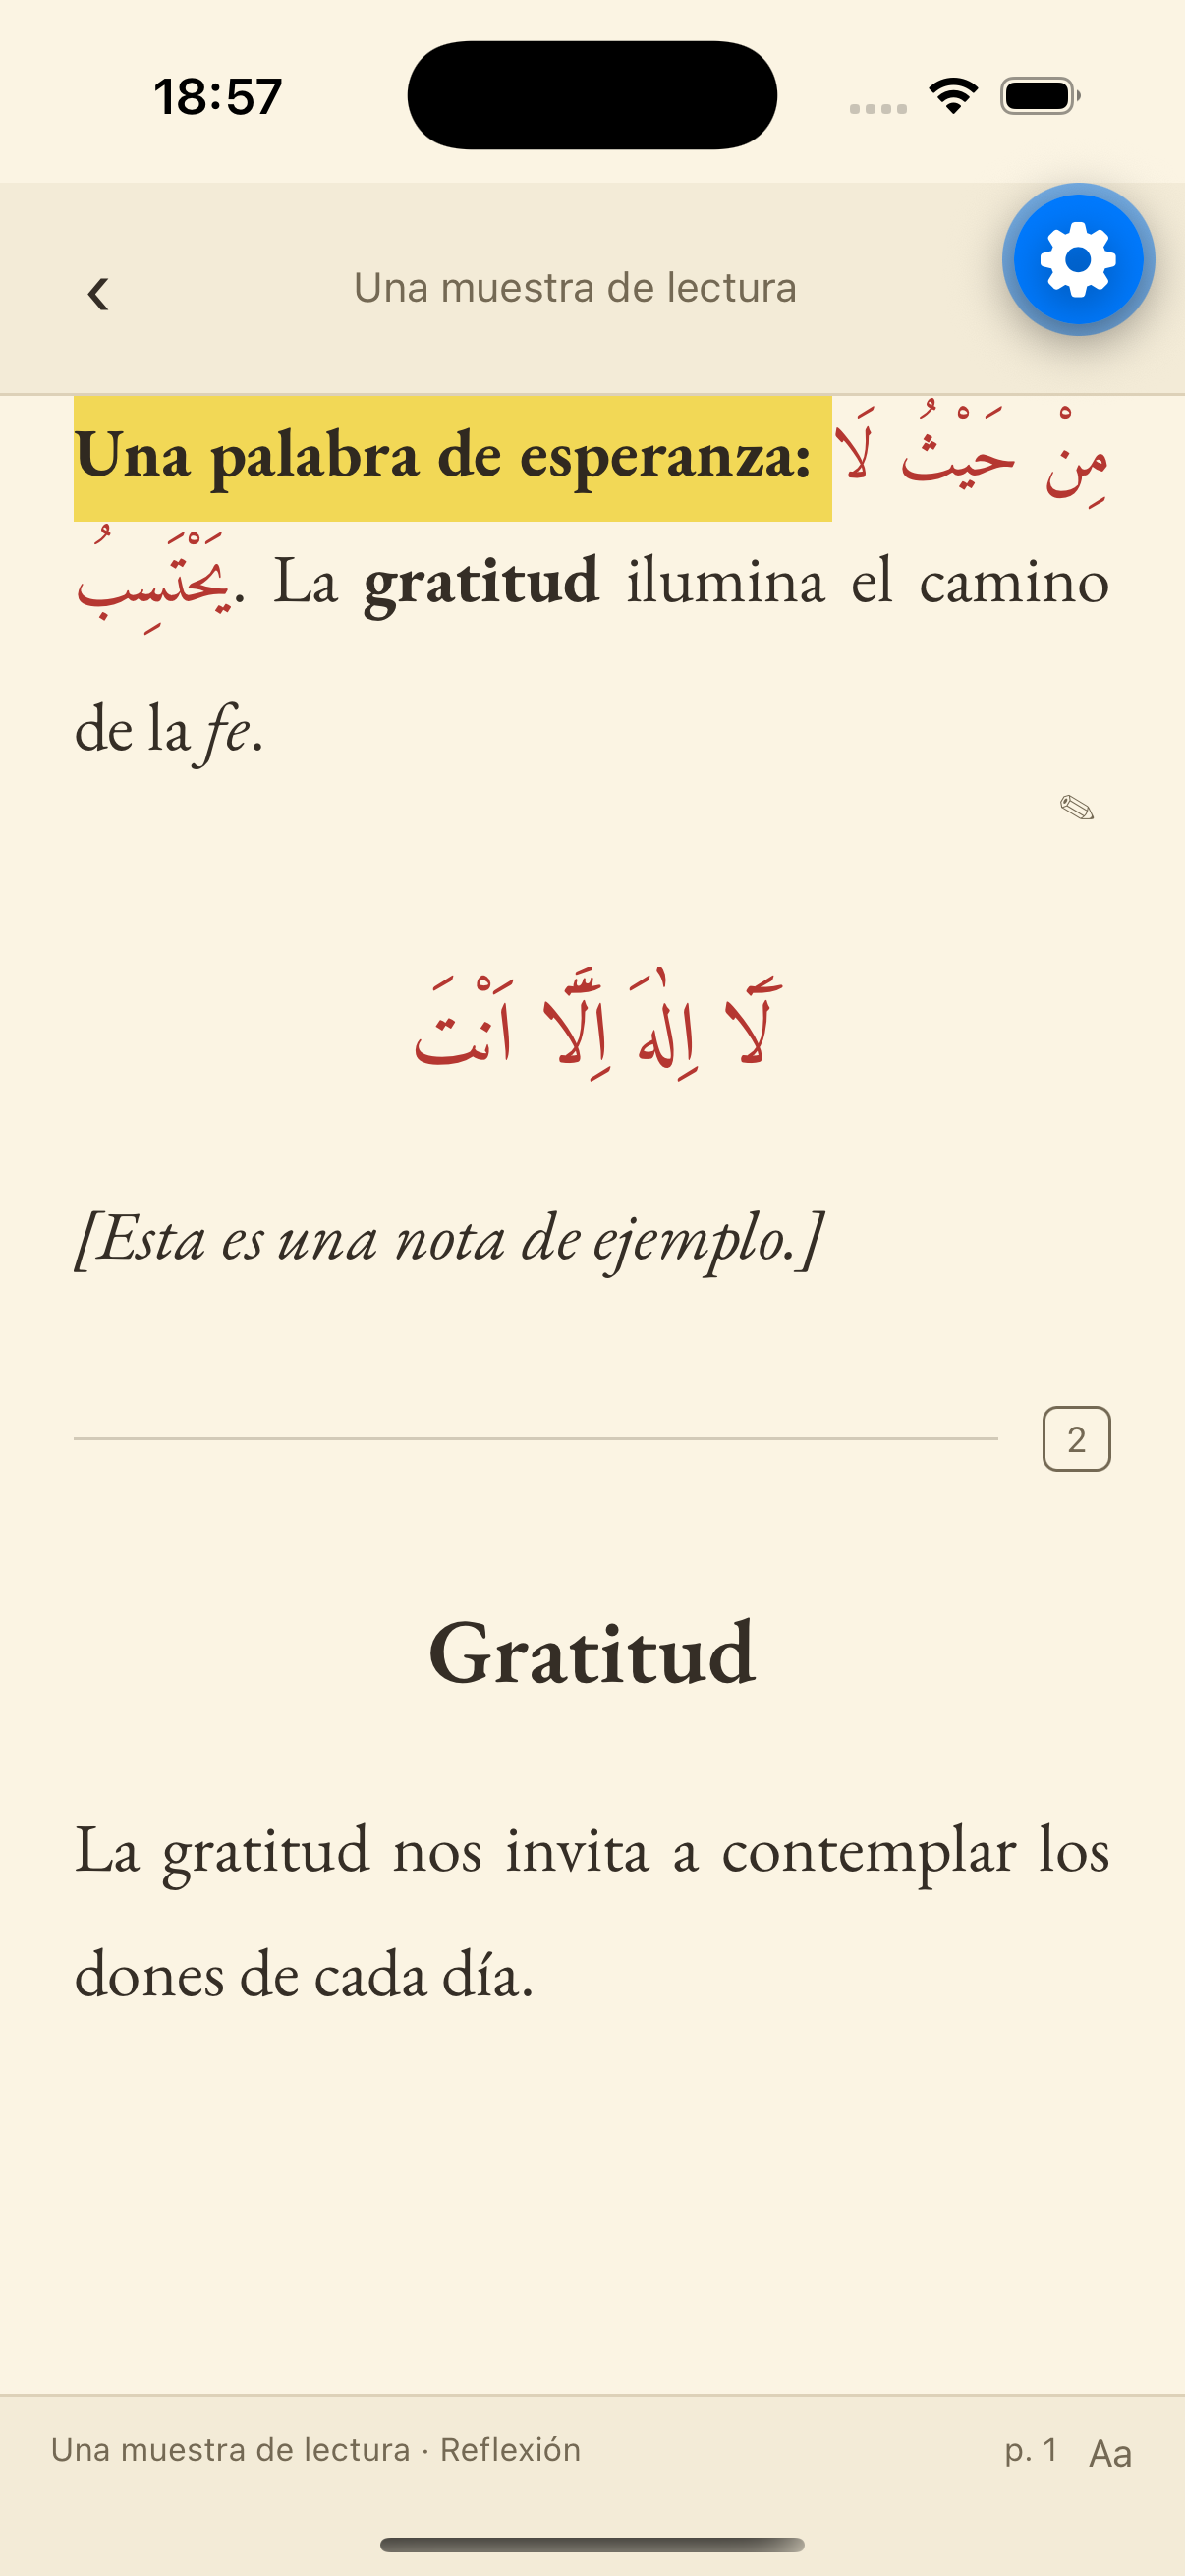 18:57
‹ Una muestra de lectura
Una palabra de esperanza: مِنْ حَيْثُ لَا
يَحْتَسِبُ. La gratitud ilumina el camino
de la fe.
لَٓا اِلٰهَ اِلَّٓا اَنْتَ
[Esta es una nota de ejemplo.]
2
Gratitud
La gratitud nos invita a contemplar los
dones de cada día.
Una muestra de lectura · Reflexión p. 1 Aa